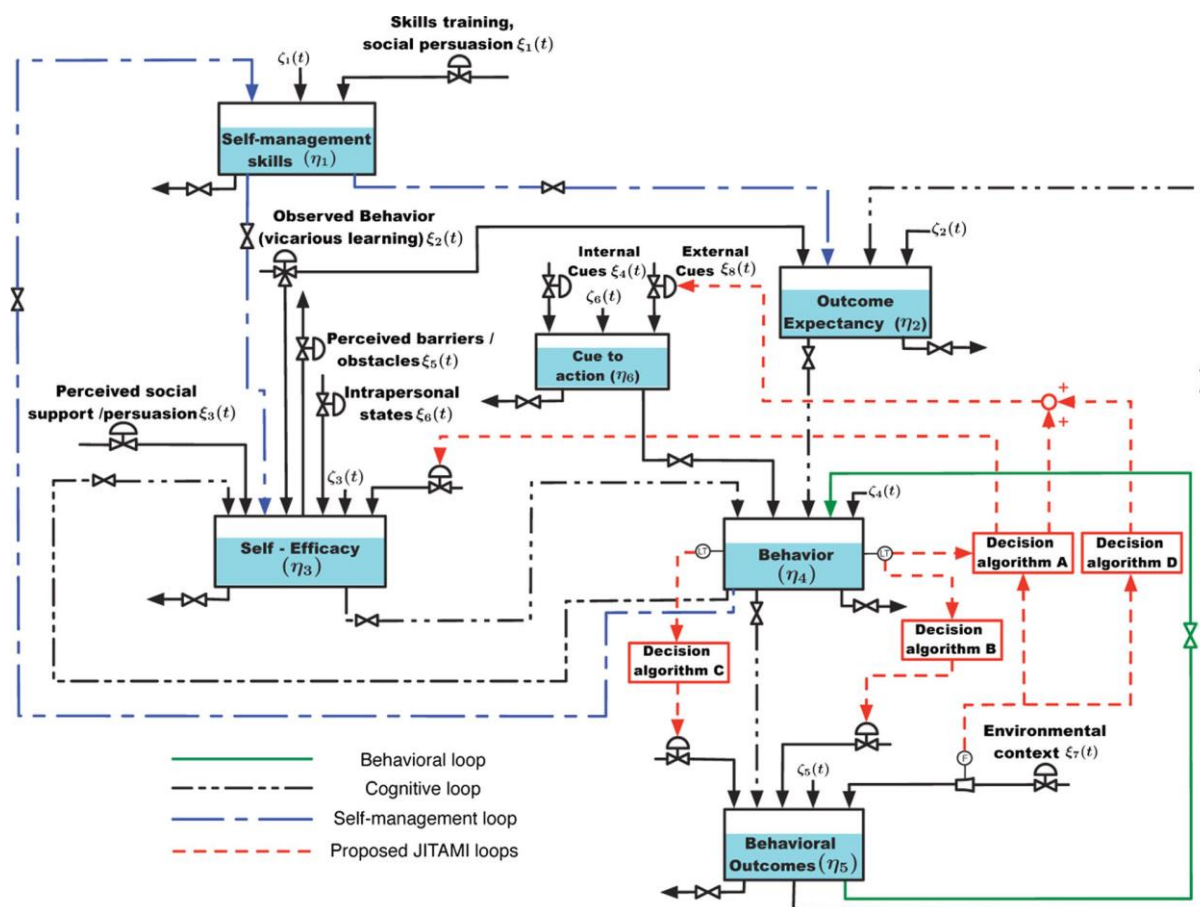 Skills training,
social persuasion ξ₁(t)
ζ₁(t)
Self-management
skills (η₁)
Observed Behavior
(vicarious learning) ξ₂(t)
Internal
Cues ξ₄(t)
External
Cues ξ₈(t)
ζ₂(t)
ζ₆(t)
Outcome
Expectancy (η₂)
Cue to
action (η₆)
Perceived barriers /
obstacles ξ₅(t)
Perceived social
support /persuasion ξ₃(t)
Intrapersonal
states ξ₆(t)
+
+
ζ₃(t)
ζ₄(t)
Self - Efficacy
(η₃)
LT
Behavior
(η₄)
LT
Decision
algorithm A
Decision
algorithm D
Decision
algorithm B
Decision
algorithm C
Environmental
context ξ₇(t)
F
ζ₅(t)
Behavioral
Outcomes (η₅)
Behavioral loop
Cognitive loop
Self-management loop
Proposed JITAMI loops